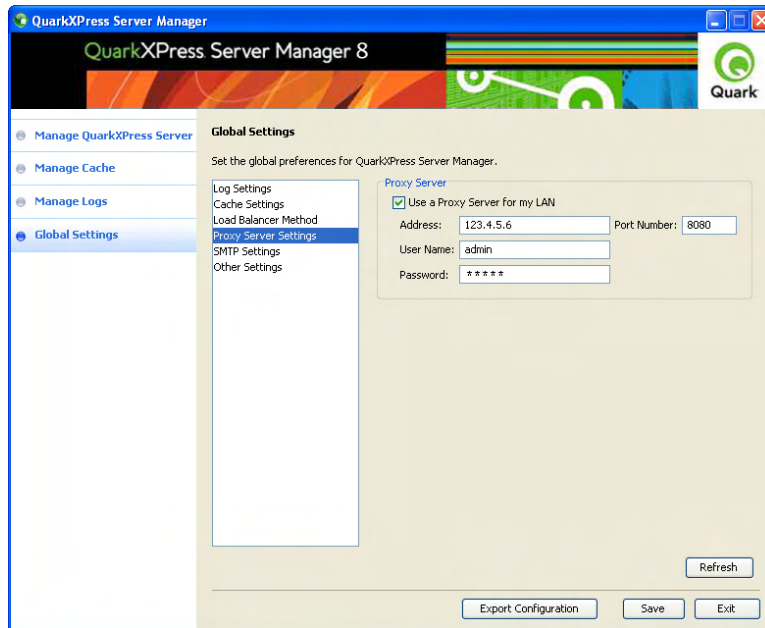 QuarkXPress Server Manager
QuarkXPress Server Manager 8
Quark
Manage QuarkXPress Server
Manage Cache
Manage Logs
Global Settings
Global Settings
Set the global preferences for QuarkXPress Server Manager.
Log Settings
Cache Settings
Load Balancer Method
Proxy Server Settings
SMTP Settings
Other Settings
Proxy Server
Use a Proxy Server for my LAN
Address: 123.4.5.6 Port Number: 8080
User Name: admin
Password: *****
Refresh
Export Configuration Save Exit